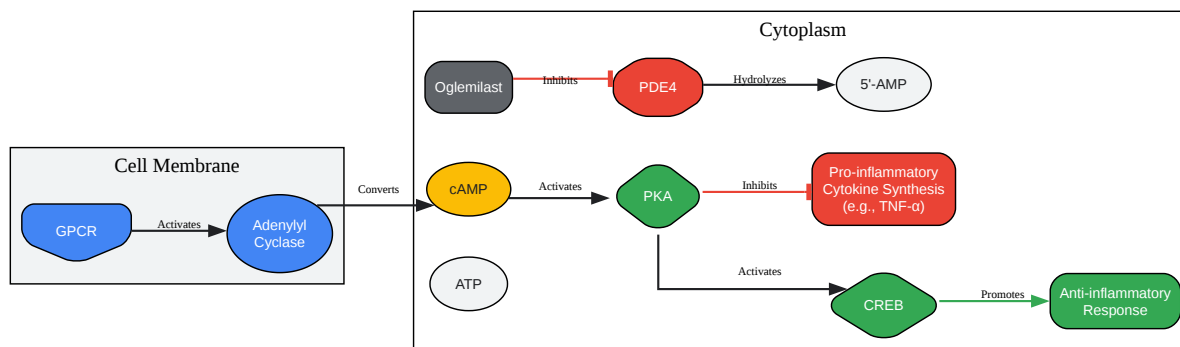 Cytoplasm
Oglemilast
Inhibits
PDE4
Hydrolyzes
5'-AMP
Cell Membrane
GPCR
Activates
Adenylyl
Cyclase
Converts
cAMP
Activates
PKA
Inhibits
Pro-inflammatory
Cytokine Synthesis
(e.g., TNF-α)
ATP
Activates
CREB
Promotes
Anti-inflammatory
Response